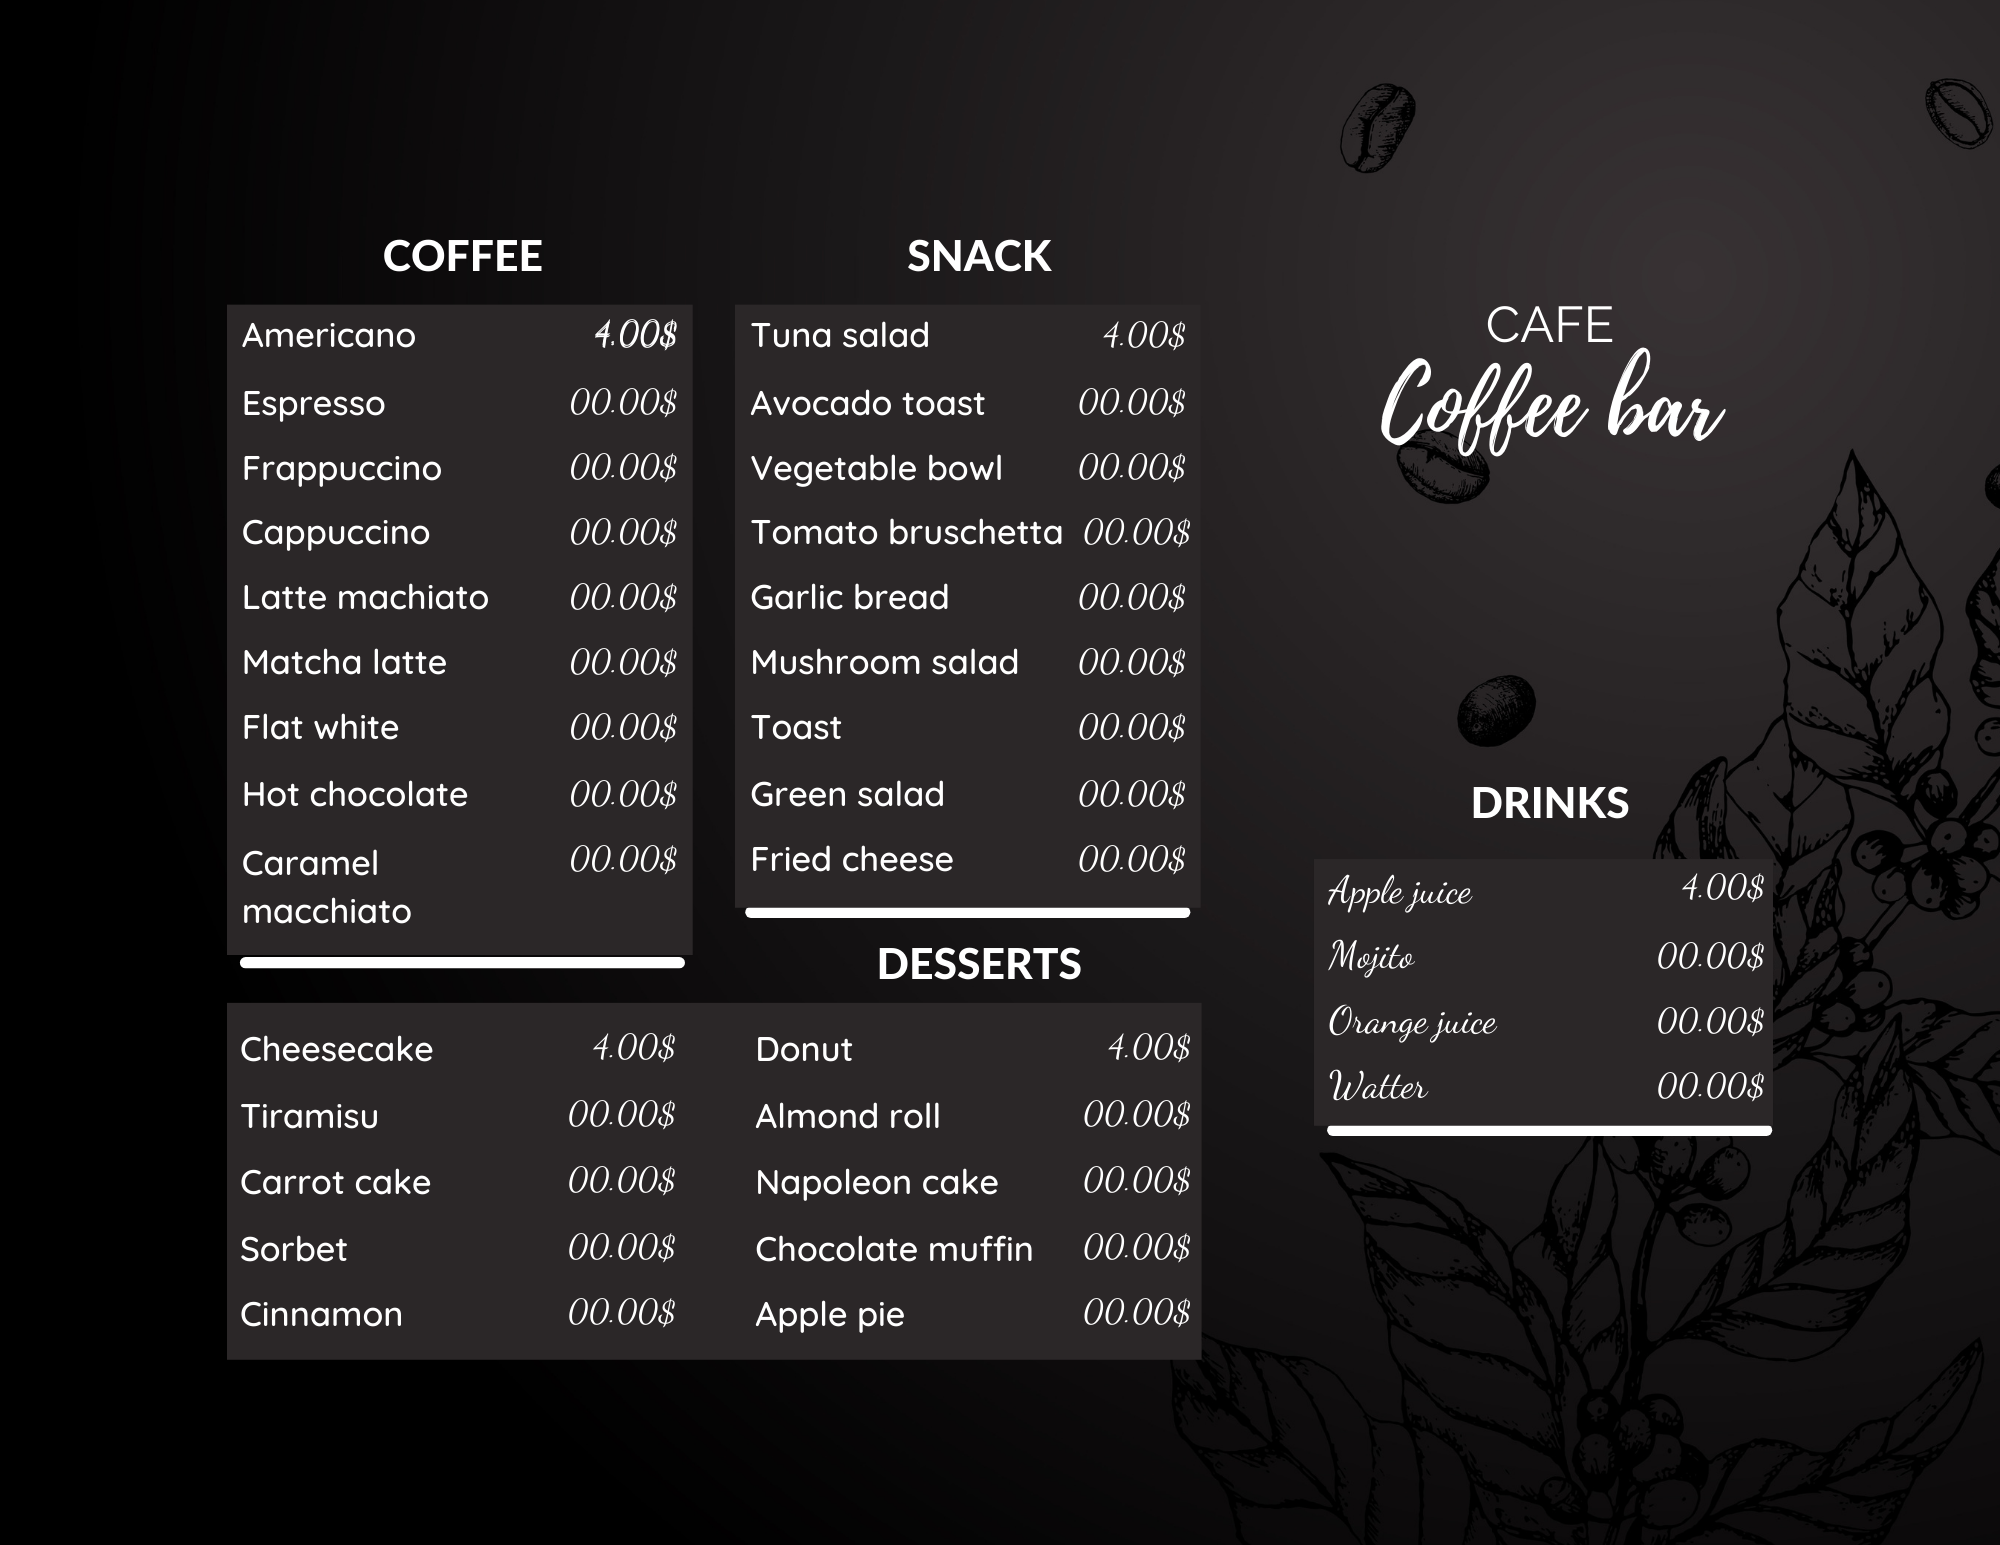 COFFEE
Americano 4.00$
Espresso 00.00$
Frappuccino 00.00$
Cappuccino 00.00$
Latte machiato 00.00$
Matcha latte 00.00$
Flat white 00.00$
Hot chocolate 00.00$
Caramel 00.00$
macchiato
SNACK
Tuna salad 4.00$
Avocado toast 00.00$
Vegetable bowl 00.00$
Tomato bruschetta 00.00$
Garlic bread 00.00$
Mushroom salad 00.00$
Toast 00.00$
Green salad 00.00$
Fried cheese 00.00$
DESSERTS
Cheesecake 4.00$
Tiramisu 00.00$
Carrot cake 00.00$
Sorbet 00.00$
Cinnamon 00.00$
Donut 4.00$
Almond roll 00.00$
Napoleon cake 00.00$
Chocolate muffin 00.00$
Apple pie 00.00$
CAFE
Coffee bar
DRINKS
Apple juice 4.00$
Mojito 00.00$
Orange juice 00.00$
Watter 00.00$